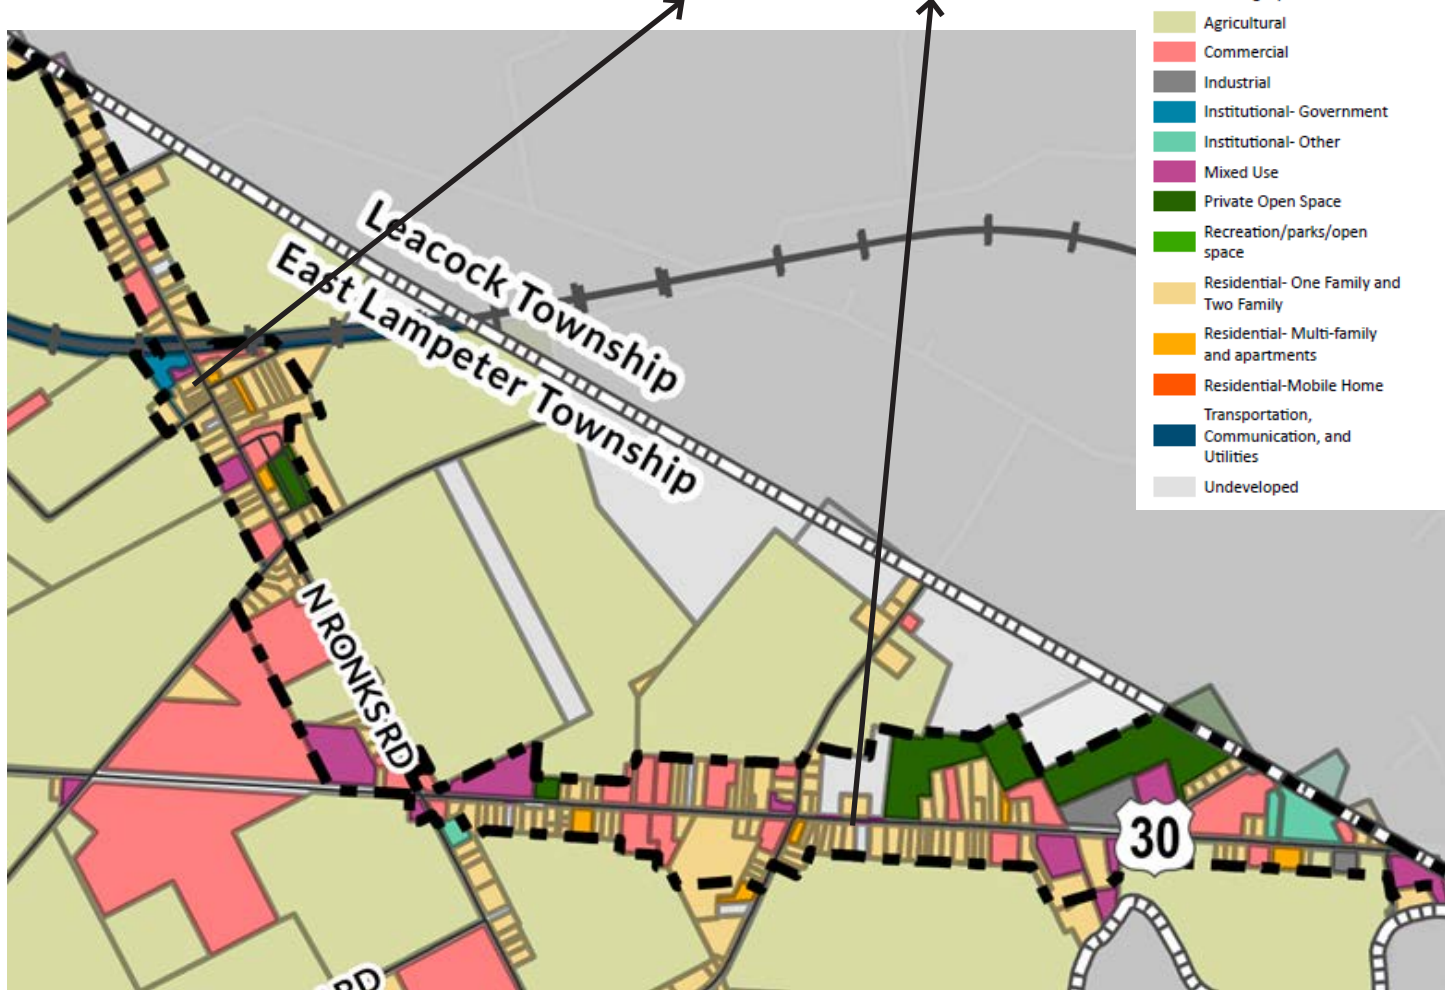 Agricultural
Commercial
Industrial
Institutional- Government
Institutional- Other
Mixed Use
Private Open Space
Recreation/parks/open
space
Residential- One Family and
Two Family
Residential- Multi-family
and apartments
Residential-Mobile Home
Transportation,
Communication, and
Utilities
Undeveloped
Leacock Township
East Lampeter Township
N RONKS RD
30
RD